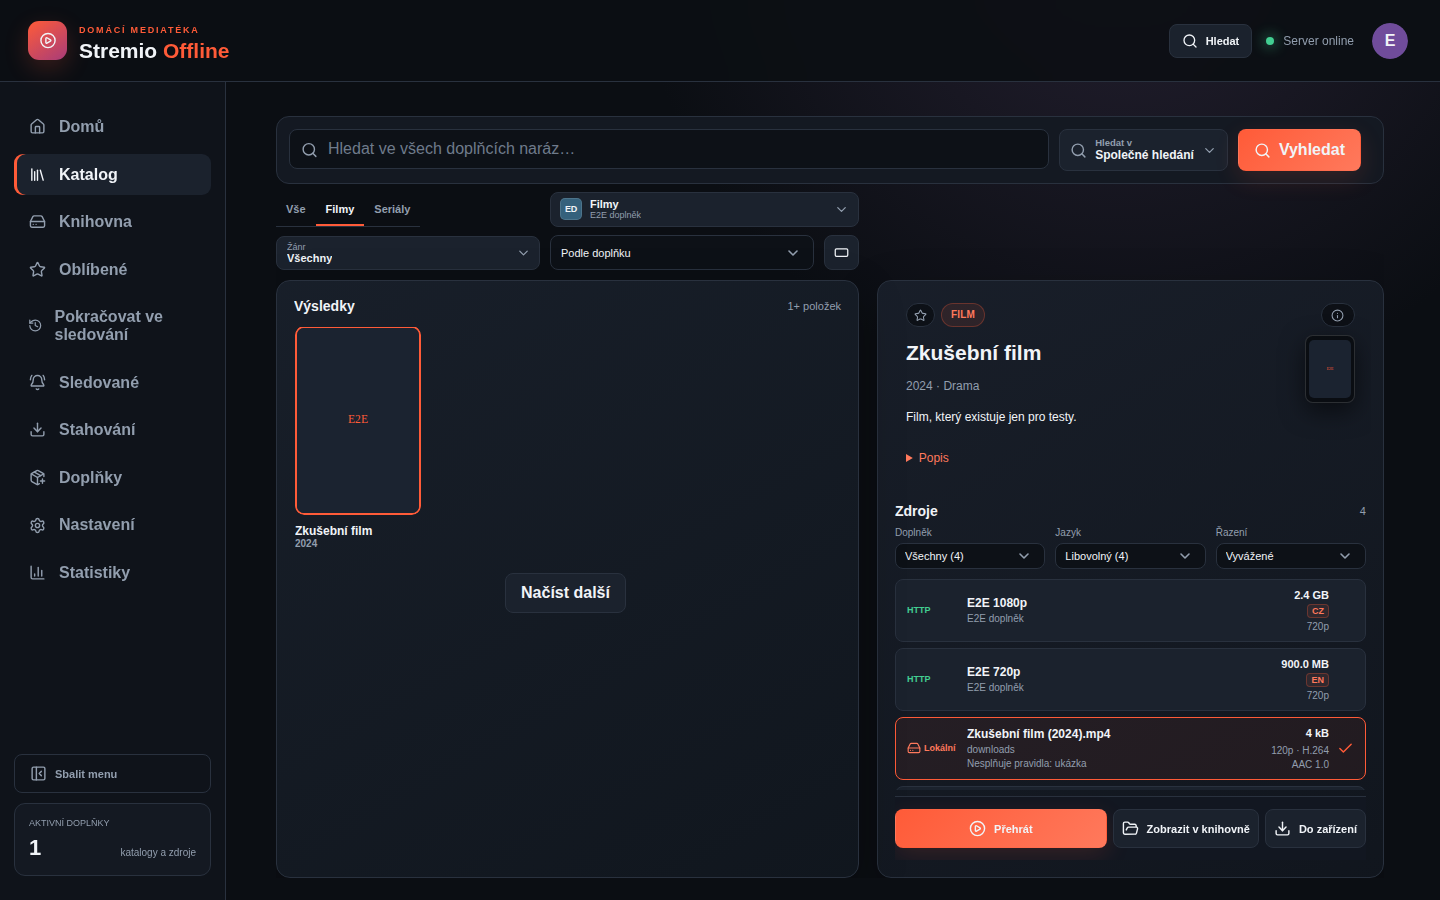 DOMÁCÍ MEDIATÉKA
Stremio Offline
Hledat
Server online
E
Domů
Katalog
Knihovna
Oblíbené
Pokračovat ve
sledování
Sledované
Stahování
Doplňky
Nastavení
Statistiky
Sbalit menu
AKTIVNÍ DOPLŇKY
1
katalogy a zdroje
Hledat ve všech doplňcích naráz…
Hledat v
Společné hledání
Vyhledat
Vše
Filmy
Seriály
ED
Filmy
E2E doplněk
Žánr
Všechny
Podle doplňku
Výsledky
1+ položek
E2E
Zkušební film
2024
Načíst další
FILM
Zkušební film
2024 · Drama
Film, který existuje jen pro testy.
Popis
Zdroje
4
Doplněk
Jazyk
Řazení
Všechny (4)
Libovolný (4)
Vyvážené
HTTP
E2E 1080p
E2E doplněk
2.4 GB
CZ
720p
HTTP
E2E 720p
E2E doplněk
900.0 MB
EN
720p
Lokální
Zkušební film (2024).mp4
downloads
Nesplňuje pravidla: ukázka
4 kB
120p · H.264
AAC 1.0
Přehrát
Zobrazit v knihovně
Do zařízení